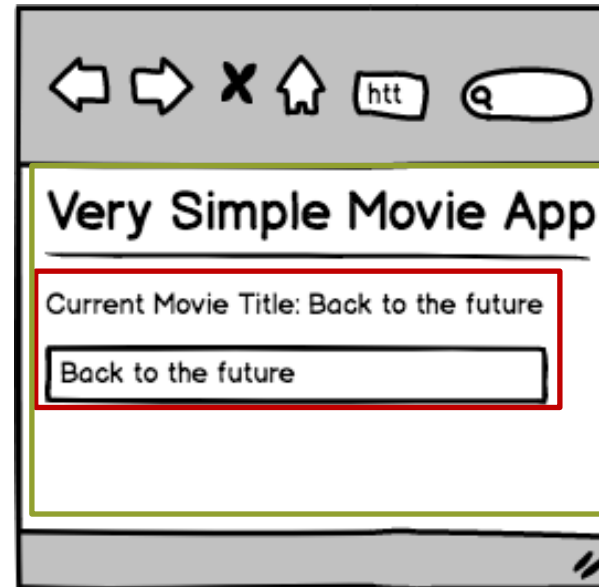 htt
Very Simple Movie App
Current Movie Title: Back to the future
Back to the future